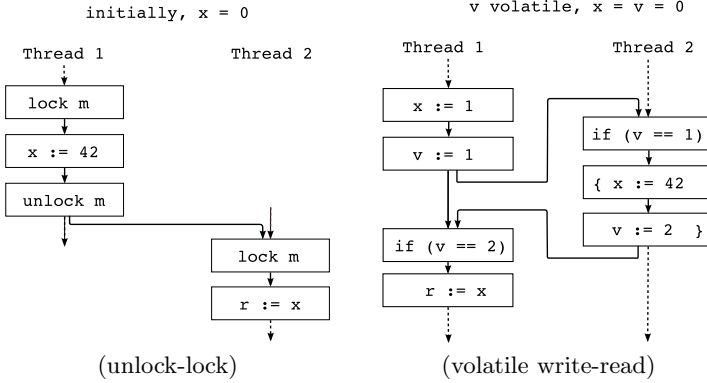 initially, x = 0
Thread 1
Thread 2
lock m
x := 42
unlock m
lock m
r := x
(unlock-lock)
v volatile, x = v = 0
Thread 1
Thread 2
x := 1
v := 1
if (v == 1)
{ x := 42
v := 2 }
if (v == 2)
r := x
(volatile write-read)